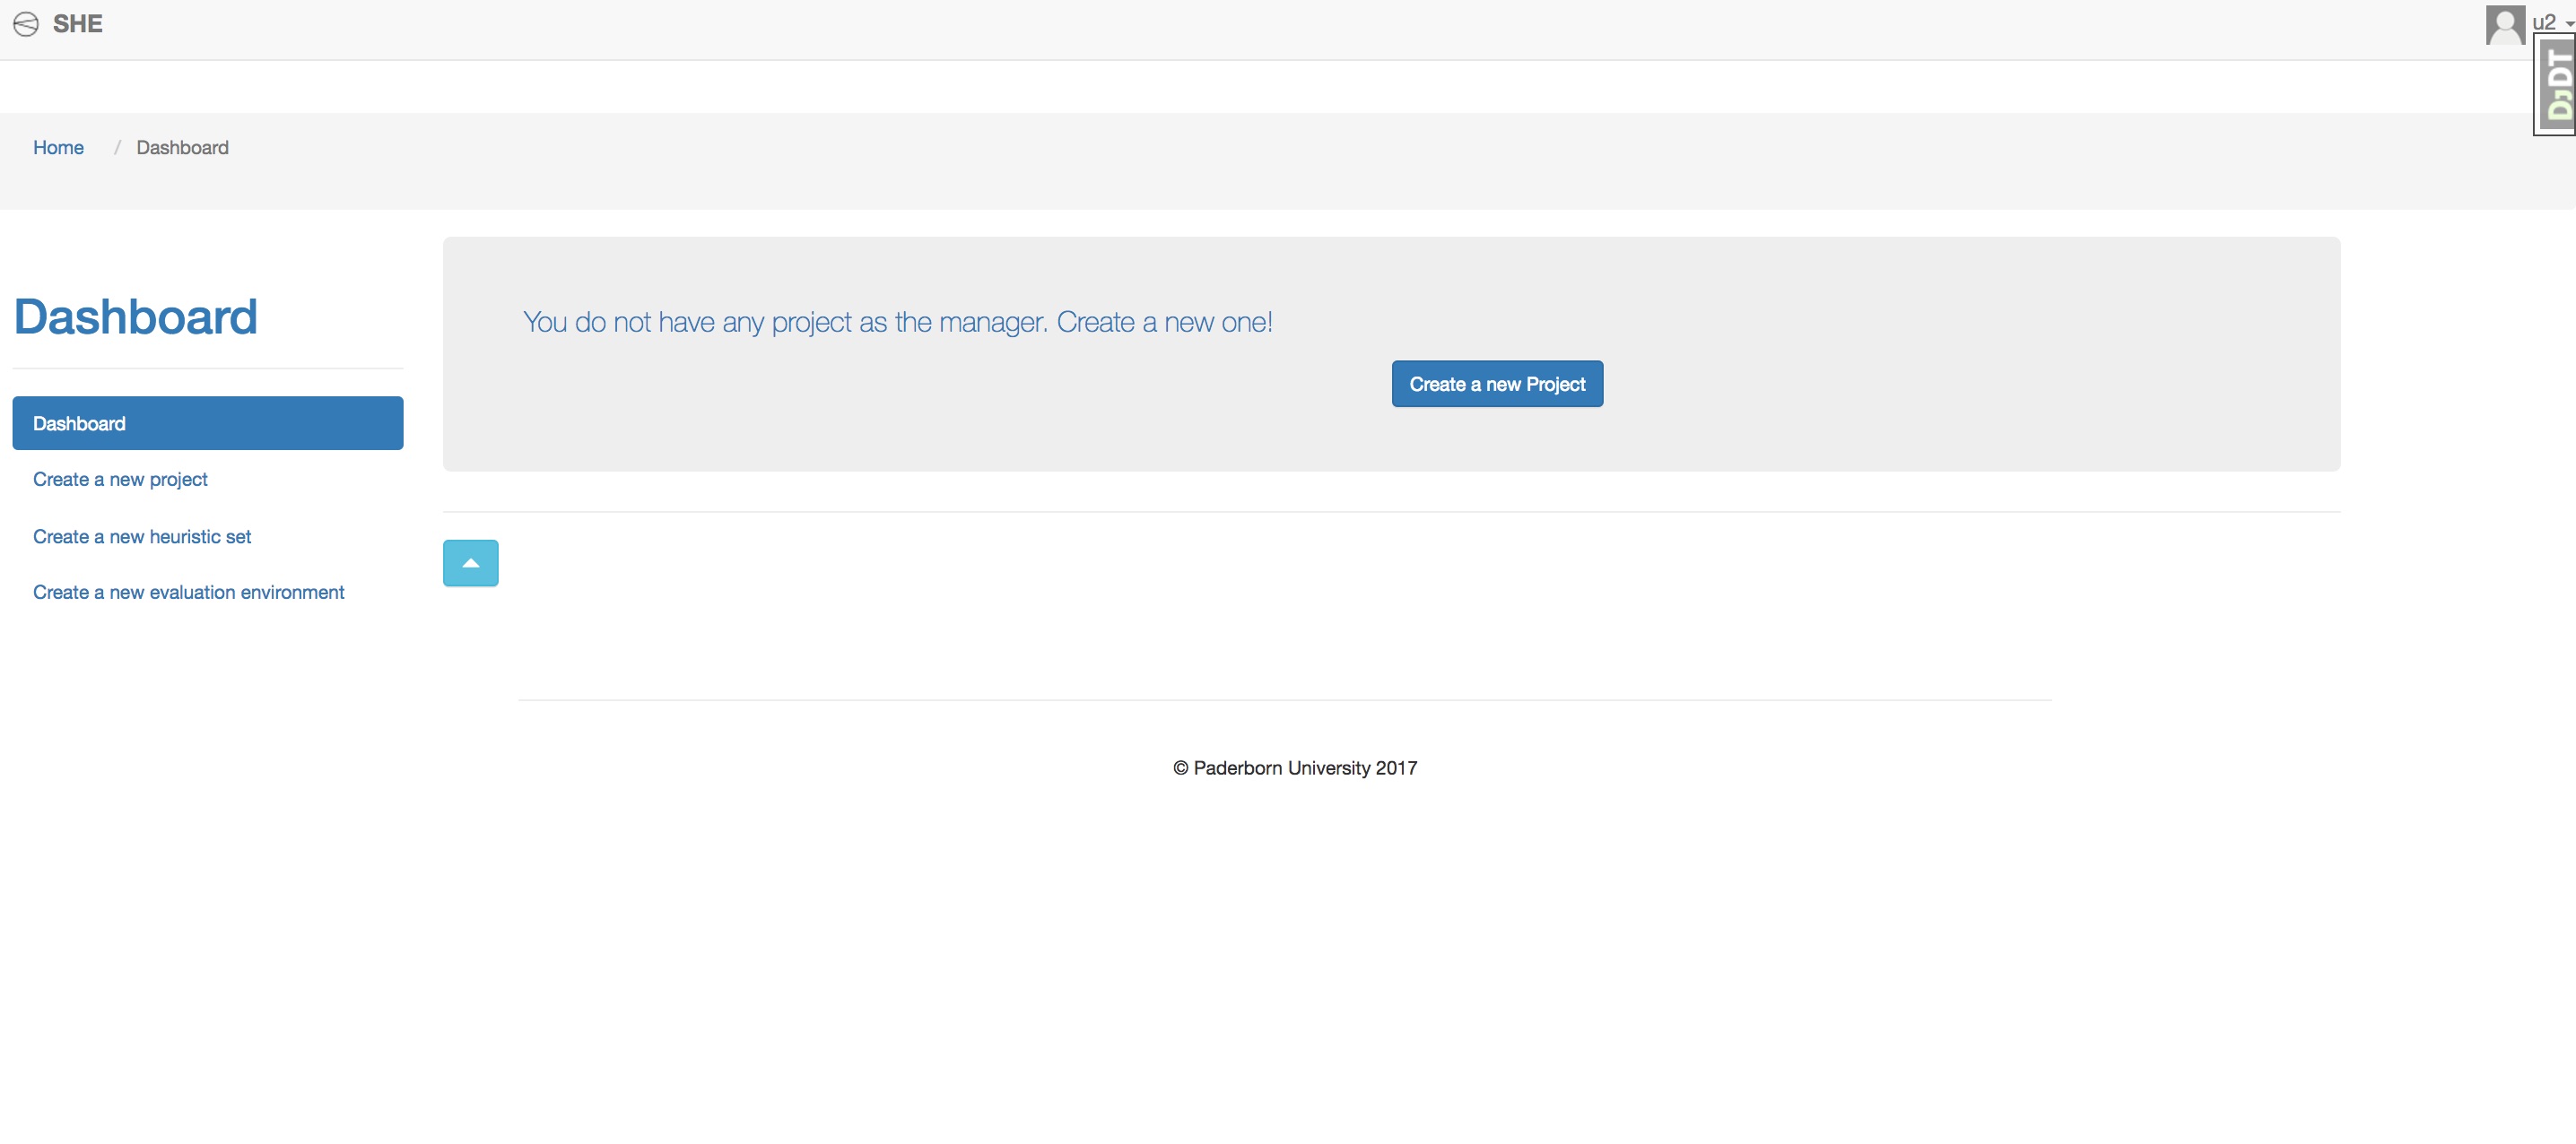 SHE
u2
DJDT
Home / Dashboard
Dashboard
You do not have any project as the manager. Create a new one!
Create a new Project
Dashboard
Create a new project
Create a new heuristic set
Create a new evaluation environment
© Paderborn University 2017